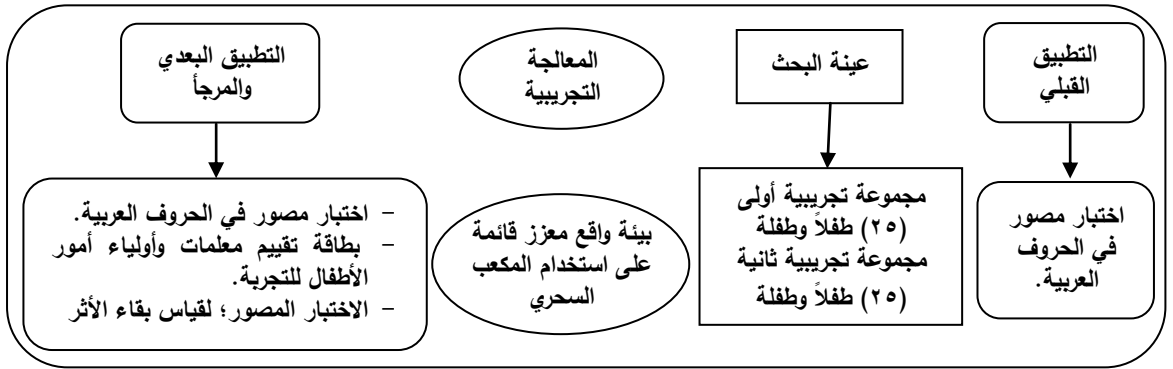 التطبيق
القبلي
عينة البحث
المعالجة
التجريبية
التطبيق البعدي
والمرجأ
اختبار مصور
في الحروف
العربية.
مجموعة تجريبية أولى
(٢٥) طفلاً وطفلة
مجموعة تجريبية ثانية
(٢٥) طفلاً وطفلة
بيئة واقع معزز قائمة
على استخدام المكعب
السحري
- اختبار مصور في الحروف العربية.
- بطاقة تقييم معلمات وأولياء أمور
الأطفال للتجربة.
- الاختبار المصور؛ لقياس بقاء الأثر